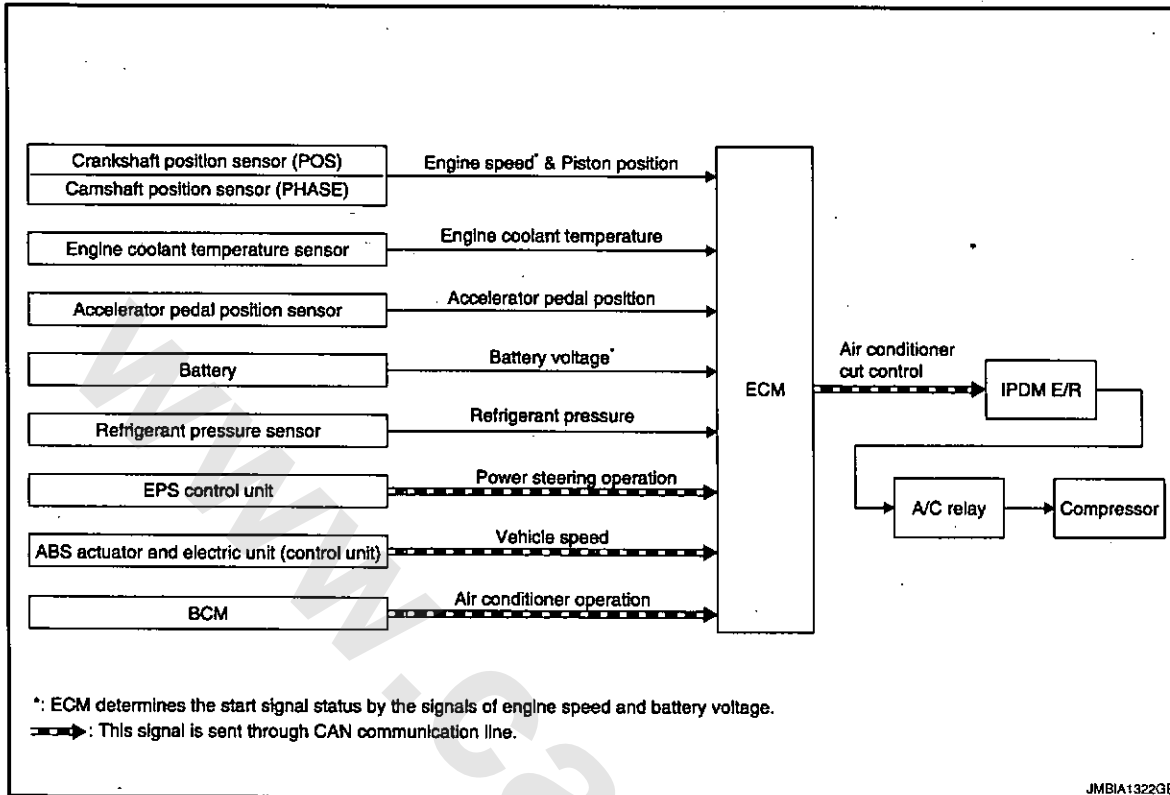 Crankshaft position sensor (POS)
Camshaft position sensor (PHASE)
Engine speed* & Piston position
Engine coolant temperature sensor
Engine coolant temperature
Accelerator pedal position sensor
Accelerator pedal position
Battery
Battery voltage*
Refrigerant pressure sensor
Refrigerant pressure
EPS control unit
Power steering operation
ABS actuator and electric unit (control unit)
Vehicle speed
BCM
Air conditioner operation
ECM
Air conditioner
cut control
IPDM E/R
A/C relay
Compressor
*: ECM determines the start signal status by the signals of engine speed and battery voltage.
: This signal is sent through CAN communication line.
JMBIA1322GB
www.ca